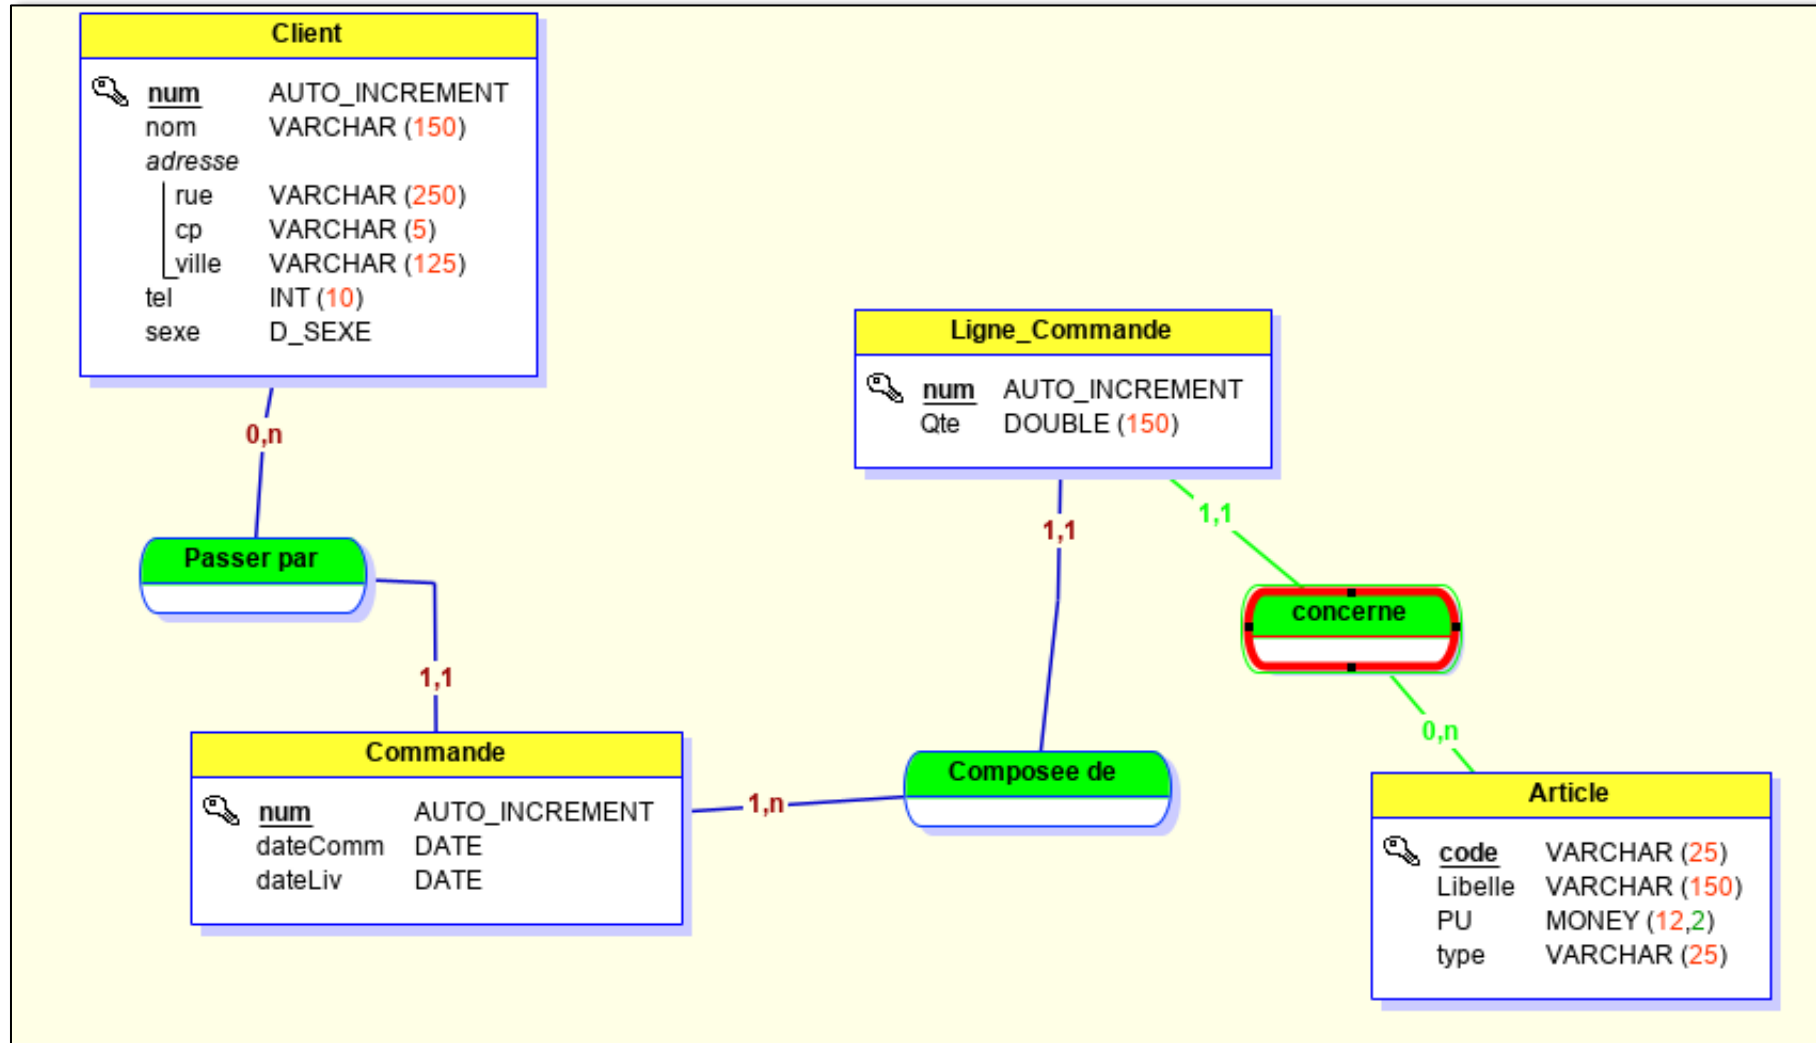 Client
num AUTO_INCREMENT
nom VARCHAR (150)
adresse
rue VARCHAR (250)
cp VARCHAR (5)
ville VARCHAR (125)
tel INT (10)
sexe D_SEXE
0,n
Passer par
1,1
Commande
num AUTO_INCREMENT
dateComm DATE
dateLiv DATE
1,n
Composee de
1,1
Ligne_Commande
num AUTO_INCREMENT
Qte DOUBLE (150)
1,1
concerne
0,n
Article
code VARCHAR (25)
Libelle VARCHAR (150)
PU MONEY (12,2)
type VARCHAR (25)